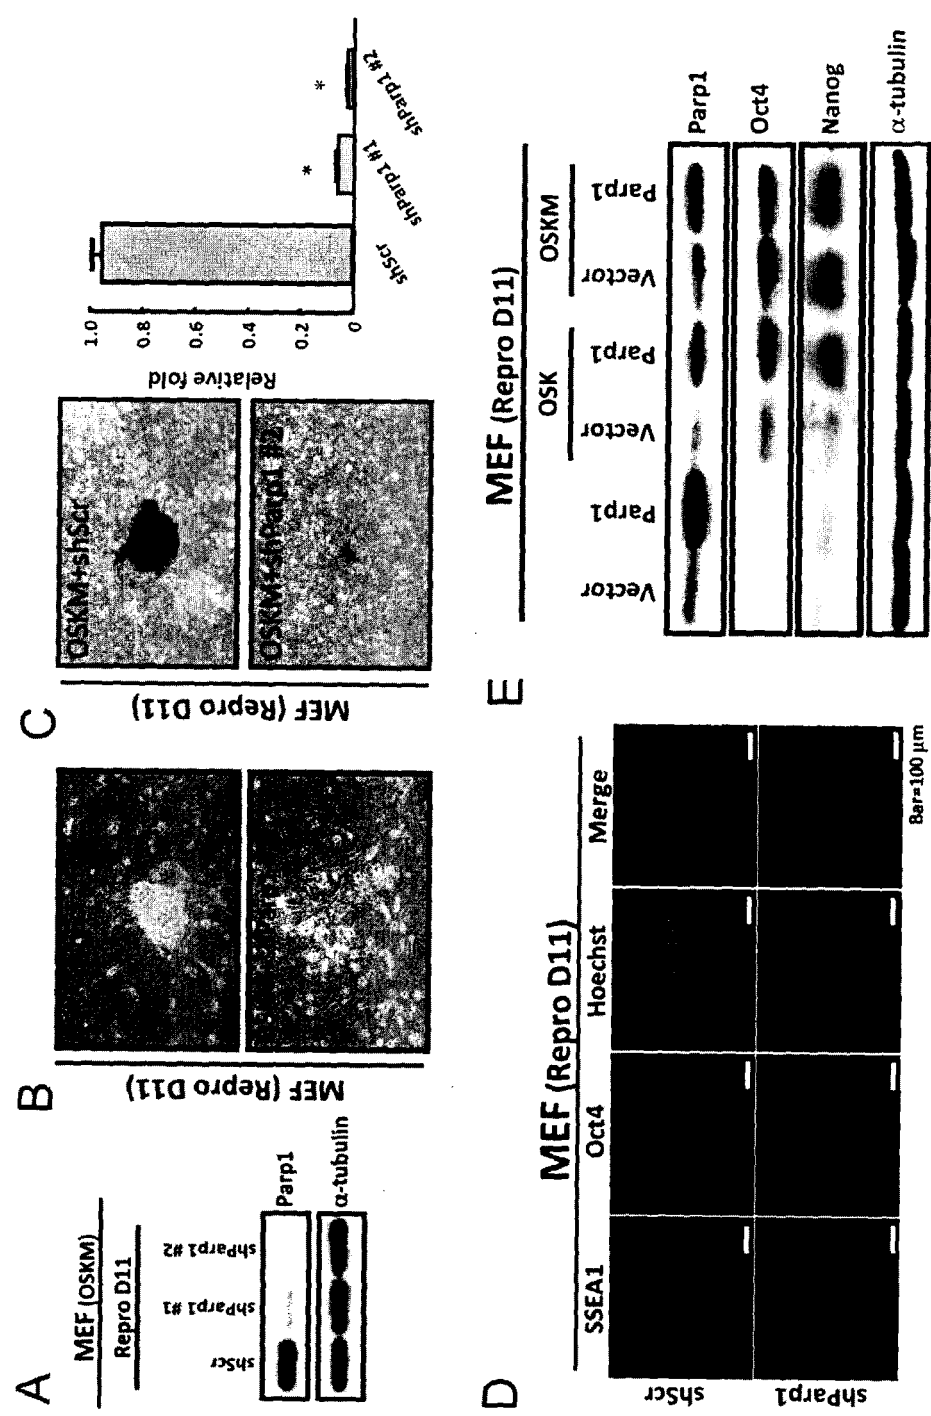 A
MEF (OSKM)
Repro D11
shScr
shParp1 #1
shParp1 #2
Parp1
α-tubulin
B
MEF (Repro D11)
C
MEF (Repro D11)
OSKM+shScr
OSKM+shParp1 #2
Relative fold
1.0
0.8
0.6
0.4
0.2
0
*
*
shScr
shParp1 #1
shParp1 #2
D
MEF (Repro D11)
SSEA1
Oct4
Hoechst
Merge
shScr
shParp1
Bar=100 μm
E
MEF (Repro D11)
OSK
OSKM
Vector
Parp1
Vector
Parp1
Vector
Parp1
Parp1
Oct4
Nanog
α-tubulin